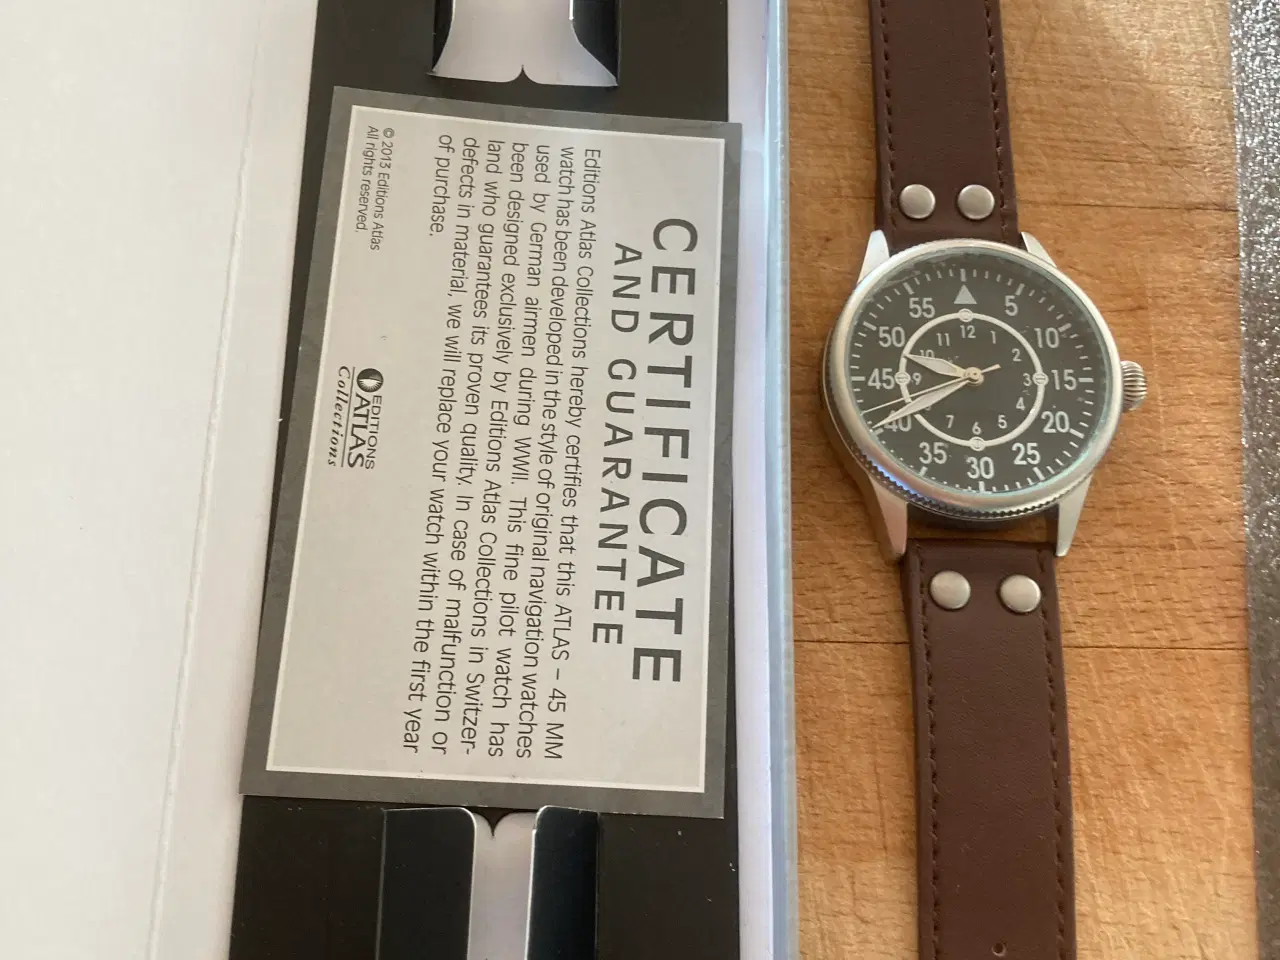 CERTIFICATE
AND GUARANTEE
Editions Atlas Collections hereby certifies that this ATLAS – 45 MM
watch has been developed in the style of original navigation watches
used by German airmen during WWII. This fine pilot watch has
been designed exclusively by Editions Atlas Collections in Switzer-
land who guarantees its proven quality. In case of malfunction or
defects in material, we will replace your watch within the first year
of purchase.
© 2013 Editions Atlas
All rights reserved.
EDITIONS
ATLAS
Collections
5
10
15
20
25
30
35
40
45
50
55
12
1
2
3
4
5
6
7
9
10
11